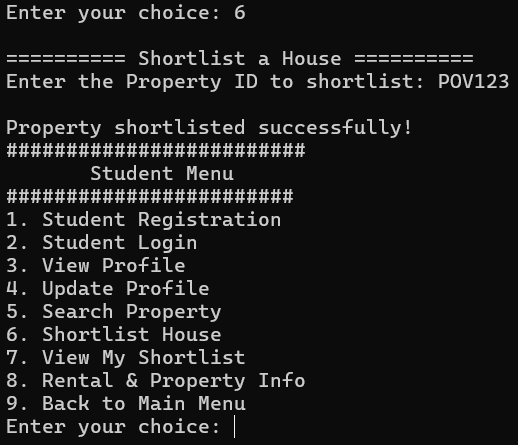 Enter your choice: 6
========== Shortlist a House ==========
Enter the Property ID to shortlist: POV123
Property shortlisted successfully!
#########################
Student Menu
########################
1. Student Registration
2. Student Login
3. View Profile
4. Update Profile
5. Search Property
6. Shortlist House
7. View My Shortlist
8. Rental & Property Info
9. Back to Main Menu
Enter your choice: